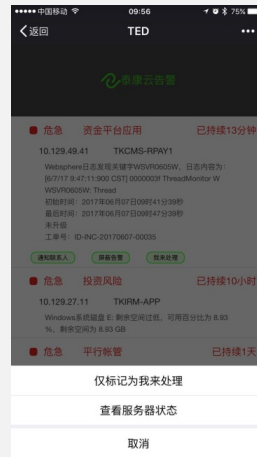 中国移动 09:56 75%
返回 TED
泰康云告警
危急 资金平台应用 已持续13分钟
10.129.49.41 TKCMS-RPAY1
Websphere日志发现关键字WSVR0605W，日志内容为：
[6/7/17 9:47:11:900 CST] 0000003f ThreadMonitor W
WSVR0605W: Thread
初始时间：2017年06月07日09时41分39秒
最后时间：2017年06月07日09时47分39秒
未升级
工单号：ID-INC-20170607-00035
通知联系人 屏蔽告警 我来处理
危急 投资风险 已持续10小时
10.129.27.11 TKIRM-APP
Windows系统磁盘 E: 剩余空间过低，可用百分比为 8.93
%，剩余空间为 8.93 GB
危急 平行帐管 已持续1天
仅标记为我来处理
查看服务器状态
取消